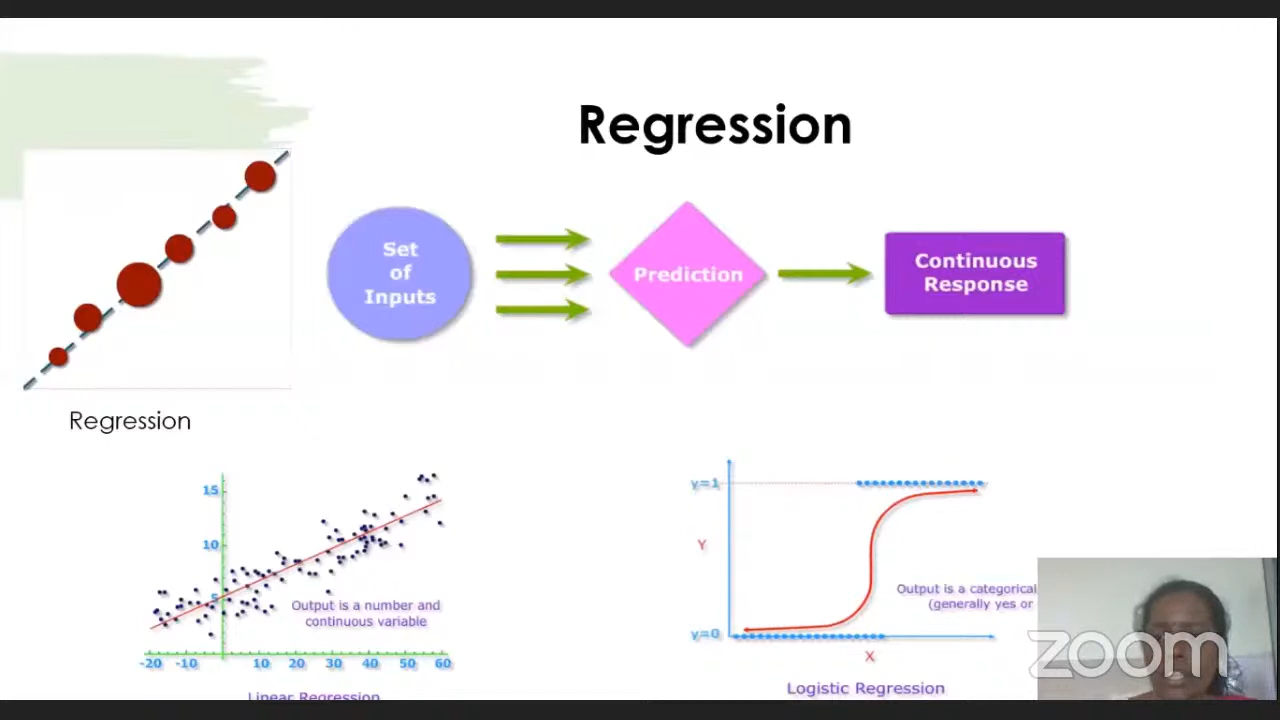 Regression
Set
of
Inputs
Prediction
Continuous
Response
Regression
15
10
5
Output is a number and
continuous variable
-20 -10 10 20 30 40 50 60
Linear Regression
y=1
Y
y=0
X
Output is a categorical
(generally yes or
Logistic Regression
zoom